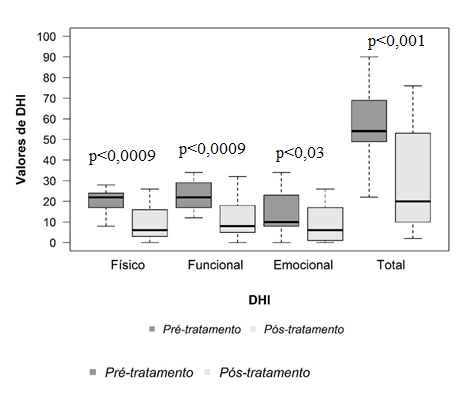 Valores de DHI
100
90
80
70
60
50
40
30
20
10
0
p<0,0009
p<0,0009
p<0,03
p<0,001
Físico Funcional Emocional Total
DHI
Pré-tratamento Pós-tratamento
Pré-tratamento Pós-tratamento